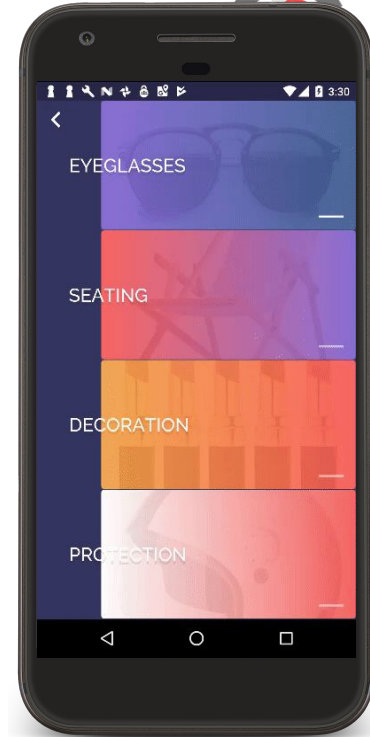 3:30
EYEGLASSES
SEATING
DECORATION
PROTECTION